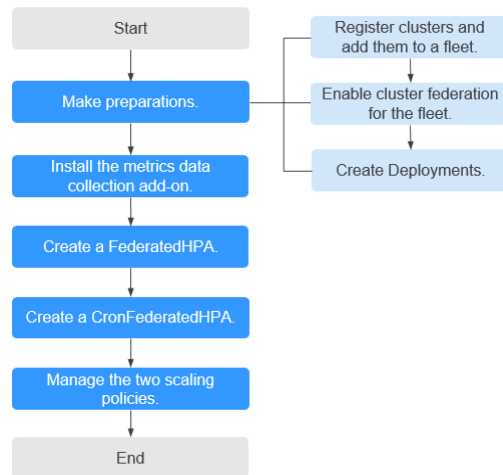 Start
Make preparations.
Install the metrics data
collection add-on.
Create a FederatedHPA.
Create a CronFederatedHPA.
Manage the two scaling
policies.
End
Register clusters and
add them to a fleet.
Enable cluster federation
for the fleet.
Create Deployments.